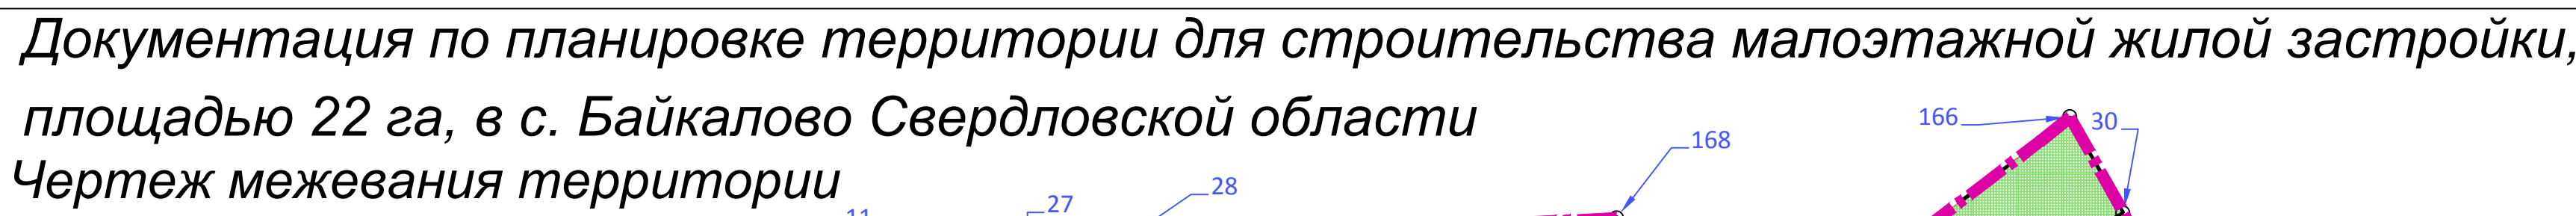 Документация по планировке территории для строительства малоэтажной жилой застройки,
площадью 22 га, в с. Байкалово Свердловской области
Чертеж межевания территории
166
30
168
28
27
11